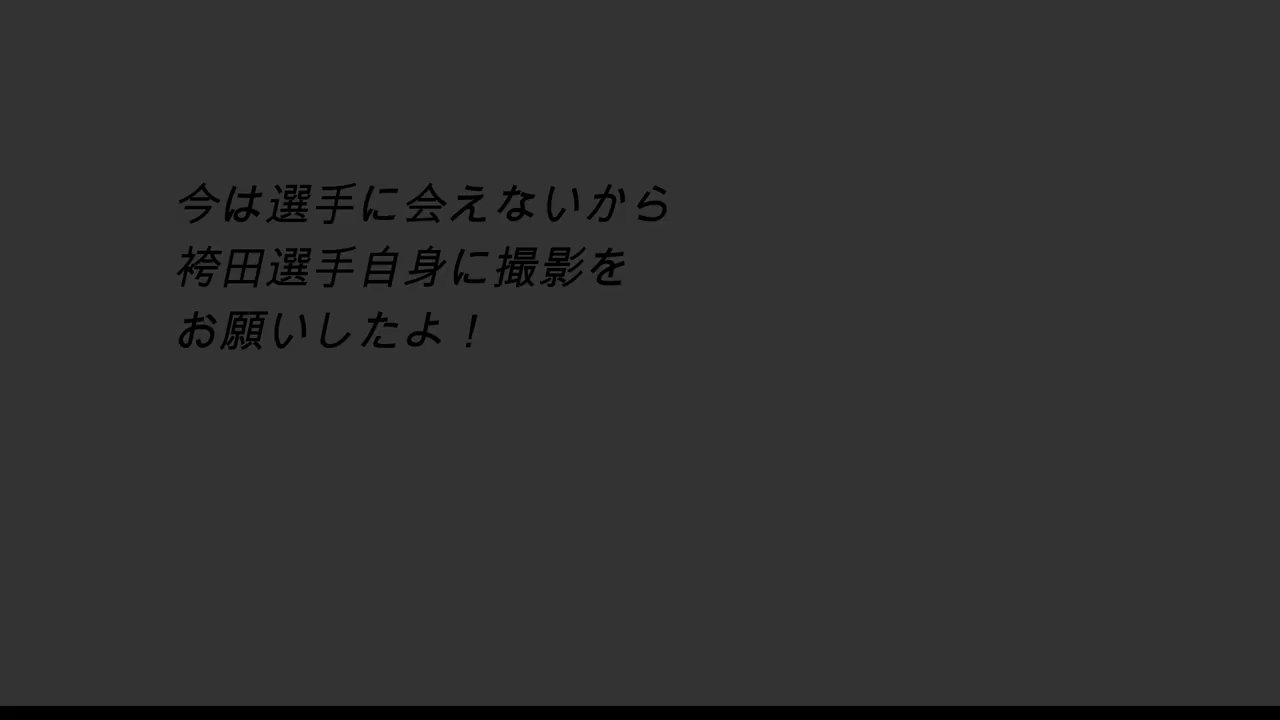 今は選手に会えないから
袴田選手自身に撮影を
お願いしたよ！